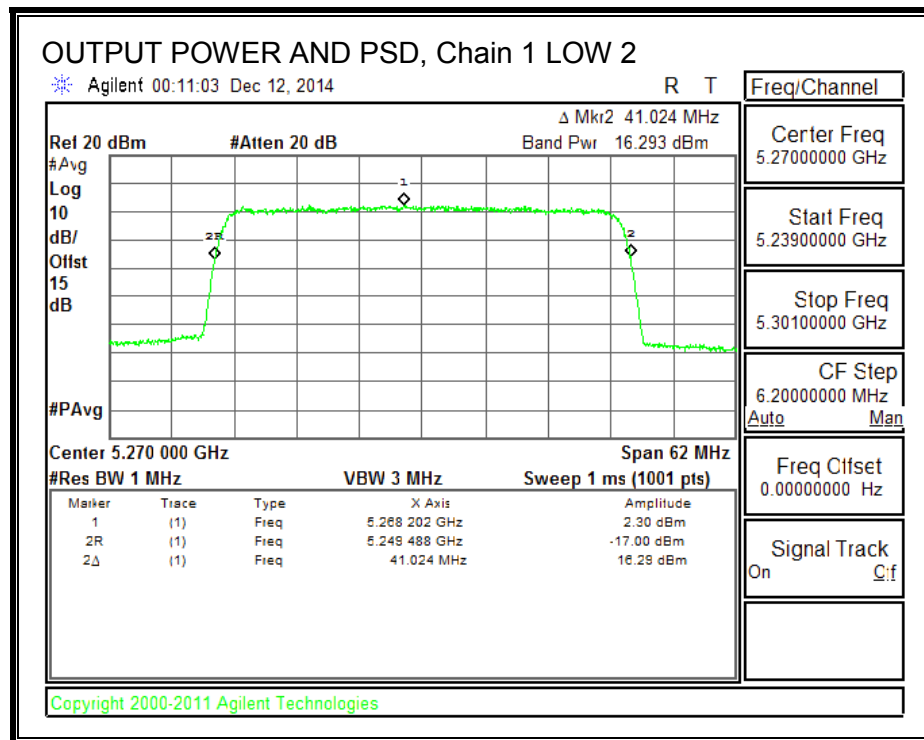 OUTPUT POWER AND PSD, Chain 1 LOW 2
Agilent 00:11:03 Dec 12, 2014 R T
Δ Mkr2 41.024 MHz
Ref 20 dBm #Atten 20 dB Band Pwr 16.293 dBm
#Avg
Log
10
dB/
Offst
15
dB
#PAvg
1
2R
2
Center 5.270 000 GHz Span 62 MHz
#Res BW 1 MHz VBW 3 MHz Sweep 1 ms (1001 pts)
Marker Trace Type X Axis Amplitude
1 (1) Freq 5.268 202 GHz 2.30 dBm
2R (1) Freq 5.249 488 GHz -17.00 dBm
2Δ (1) Freq 41.024 MHz 16.29 dBm
Copyright 2000-2011 Agilent Technologies
Freq/Channel
Center Freq
5.27000000 GHz
Start Freq
5.23900000 GHz
Stop Freq
5.30100000 GHz
CF Step
6.20000000 MHz
Auto Man
Freq Offset
0.00000000 Hz
Signal Track
On Off